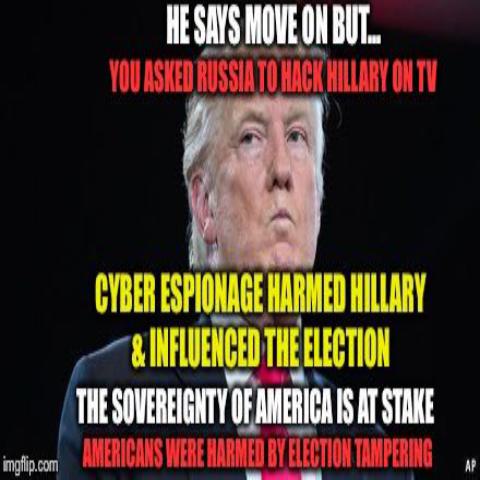 HE SAYS MOVE ON BUT...
YOU ASKED RUSSIA TO HACK HILLARY ON TV
CYBER ESPIONAGE HARMED HILLARY
& INFLUENCED THE ELECTION
THE SOVEREIGNTY OF AMERICA IS AT STAKE
AMERICANS WERE HARMED BY ELECTION TAMPERING
imgflip.com
AP